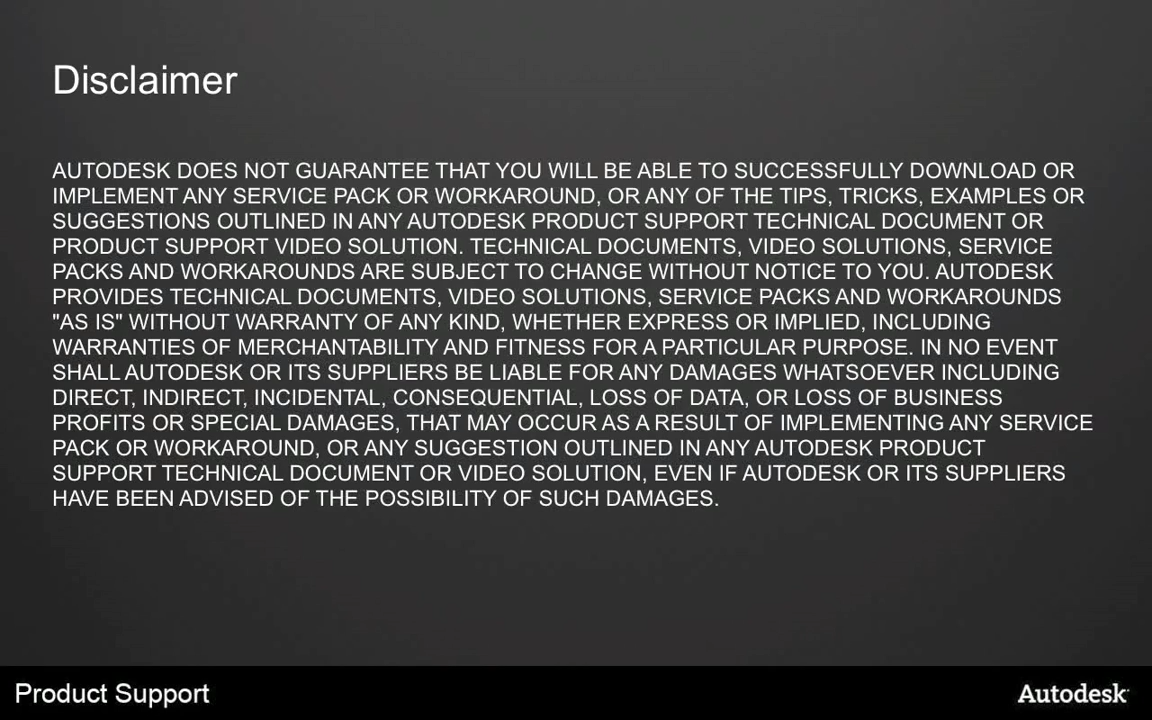 Disclaimer
AUTODESK DOES NOT GUARANTEE THAT YOU WILL BE ABLE TO SUCCESSFULLY DOWNLOAD OR
IMPLEMENT ANY SERVICE PACK OR WORKAROUND, OR ANY OF THE TIPS, TRICKS, EXAMPLES OR
SUGGESTIONS OUTLINED IN ANY AUTODESK PRODUCT SUPPORT TECHNICAL DOCUMENT OR
PRODUCT SUPPORT VIDEO SOLUTION. TECHNICAL DOCUMENTS, VIDEO SOLUTIONS, SERVICE
PACKS AND WORKAROUNDS ARE SUBJECT TO CHANGE WITHOUT NOTICE TO YOU. AUTODESK
PROVIDES TECHNICAL DOCUMENTS, VIDEO SOLUTIONS, SERVICE PACKS AND WORKAROUNDS
"AS IS" WITHOUT WARRANTY OF ANY KIND, WHETHER EXPRESS OR IMPLIED, INCLUDING
WARRANTIES OF MERCHANTABILITY AND FITNESS FOR A PARTICULAR PURPOSE. IN NO EVENT
SHALL AUTODESK OR ITS SUPPLIERS BE LIABLE FOR ANY DAMAGES WHATSOEVER INCLUDING
DIRECT, INDIRECT, INCIDENTAL, CONSEQUENTIAL, LOSS OF DATA, OR LOSS OF BUSINESS
PROFITS OR SPECIAL DAMAGES, THAT MAY OCCUR AS A RESULT OF IMPLEMENTING ANY SERVICE
PACK OR WORKAROUND, OR ANY SUGGESTION OUTLINED IN ANY AUTODESK PRODUCT
SUPPORT TECHNICAL DOCUMENT OR VIDEO SOLUTION, EVEN IF AUTODESK OR ITS SUPPLIERS
HAVE BEEN ADVISED OF THE POSSIBILITY OF SUCH DAMAGES.
Product Support
Autodesk